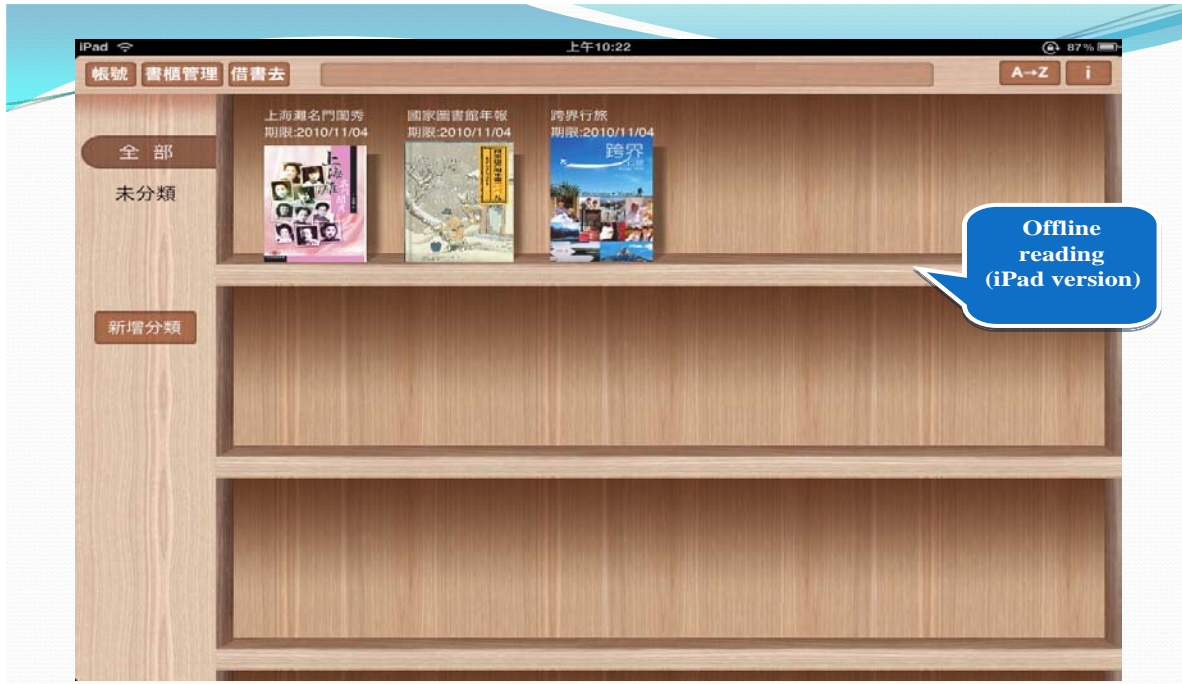 iPad
上午10:22
87%
帳號
書櫃管理
借書去
A→Z
i
全 部
未分類
新增分類
上海灘名門閨秀
期限:2010/11/04
國家圖書館年報
期限:2010/11/04
跨界行旅
期限:2010/11/04
上海灘
跨界
Offline
reading
(iPad version)